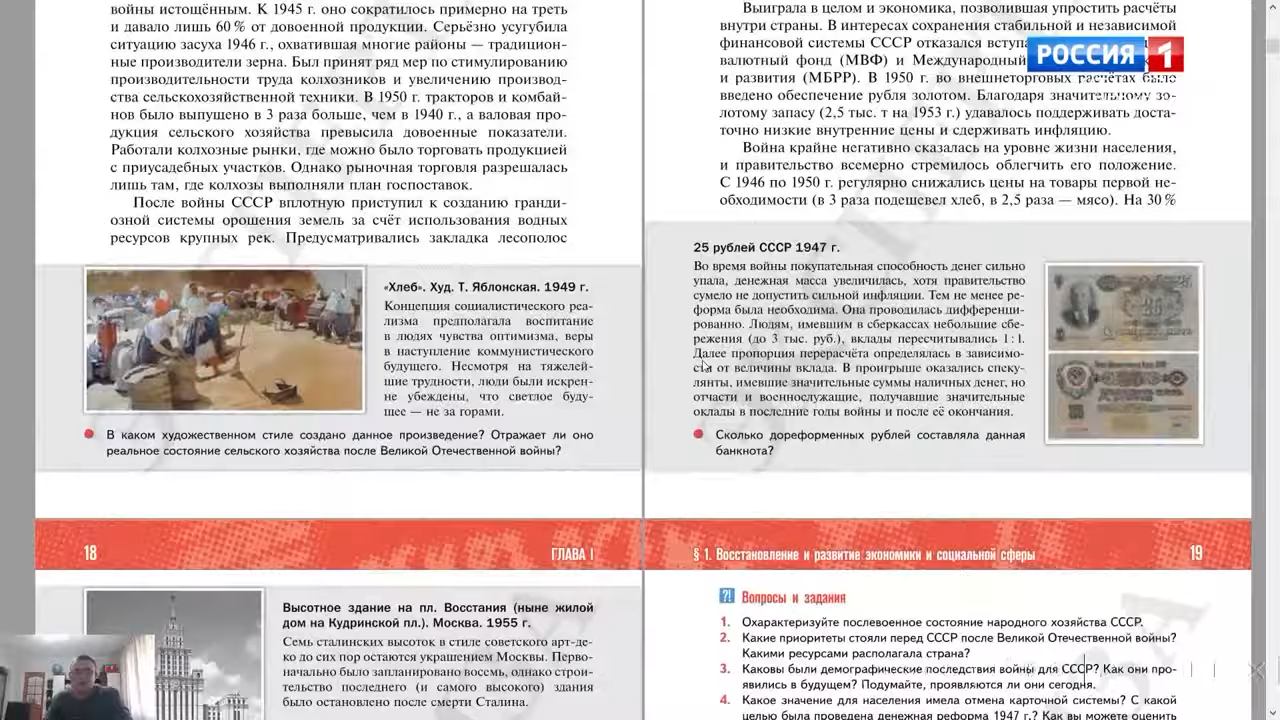 войны истощённым. К 1945 г. оно сократилось примерно на треть
и давало лишь 60 % от довоенной продукции. Серьёзно усугубила
ситуацию засуха 1946 г., охватившая многие районы — традицион-
ные производители зерна. Был принят ряд мер по стимулированию
производительности труда колхозников и увеличению производ-
ства сельскохозяйственной техники. В 1950 г. тракторов и комбай-
нов было выпущено в 3 раза больше, чем в 1940 г., а валовая про-
дукция сельского хозяйства превысила довоенные показатели.
Работали колхозные рынки, где можно было торговать продукцией
с приусадебных участков. Однако рыночная торговля разрешалась
лишь там, где колхозы выполняли план госпоставок.
После войны СССР вплотную приступил к созданию гранди-
озной системы орошения земель за счёт использования водных
ресурсов крупных рек. Предусматривались закладка лесополос
«Хлеб». Худ. Т. Яблонская. 1949 г.
Концепция социалистического реа-
лизма предполагала воспитание
в людях чувства оптимизма, веры
в наступление коммунистического
будущего. Несмотря на тяжелей-
шие трудности, люди были искрен-
не убеждены, что светлое буду-
щее — не за горами.
В каком художественном стиле создано данное произведение? Отражает ли оно
реальное состояние сельского хозяйства после Великой Отечественной войны?
18 ГЛАВА I
Высотное здание на пл. Восстания (ныне жилой
дом на Кудринской пл.). Москва. 1955 г.
Семь сталинских высоток в стиле советского арт-де-
ко до сих пор остаются украшением Москвы. Перво-
начально было запланировано восемь, однако строи-
тельство последнего (и самого высокого) здания
было остановлено после смерти Сталина.
Выиграла в целом и экономика, позволившая упростить расчёты
внутри страны. В интересах сохранения стабильной и независимой
финансовой системы СССР отказался вступа
валютный фонд (МВФ) и Международный
и развития (МБРР). В 1950 г. во внешнеторговых расчётах было
введено обеспечение рубля золотом. Благодаря значительному зо-
лотому запасу (2,5 тыс. т на 1953 г.) удавалось поддерживать доста-
точно низкие внутренние цены и сдерживать инфляцию.
Война крайне негативно сказалась на уровне жизни населения,
и правительство всемерно стремилось облегчить его положение.
С 1946 по 1950 г. регулярно снижались цены на товары первой не-
обходимости (в 3 раза подешевел хлеб, в 2,5 раза — мясо). На 30 %
РОССИЯ 1
25 рублей СССР 1947 г.
Во время войны покупательная способность денег сильно
упала, денежная масса увеличилась, хотя правительство
сумело не допустить сильной инфляции. Тем не менее ре-
форма была необходима. Она проводилась дифференци-
рованно. Людям, имевшим в сберкассах небольшие сбе-
режения (до 3 тыс. руб.), вклады пересчитывались 1 : 1.
Далее пропорция перерасчёта определялась в зависимо-
сти от величины вклада. В проигрыше оказались спеку-
лянты, имевшие значительные суммы наличных денег, но
отчасти и военнослужащие, получавшие значительные
оклады в последние годы войны и после её окончания.
Сколько дореформенных рублей составляла данная
банкнота?
§ 1. Восстановление и развитие экономики и социальной сферы 19
?! Вопросы и задания
1. Охарактеризуйте послевоенное состояние народного хозяйства СССР.
2. Какие приоритеты стояли перед СССР после Великой Отечественной войны?
Какими ресурсами располагала страна?
3. Каковы были демографические последствия войны для СССР? Как они про-
явились в будущем? Подумайте, проявляются ли они сегодня.
4. Какое значение для населения имела отмена карточной системы? С какой
целью была проведена денежная реформа 1947 г.? Как вы можете оценить